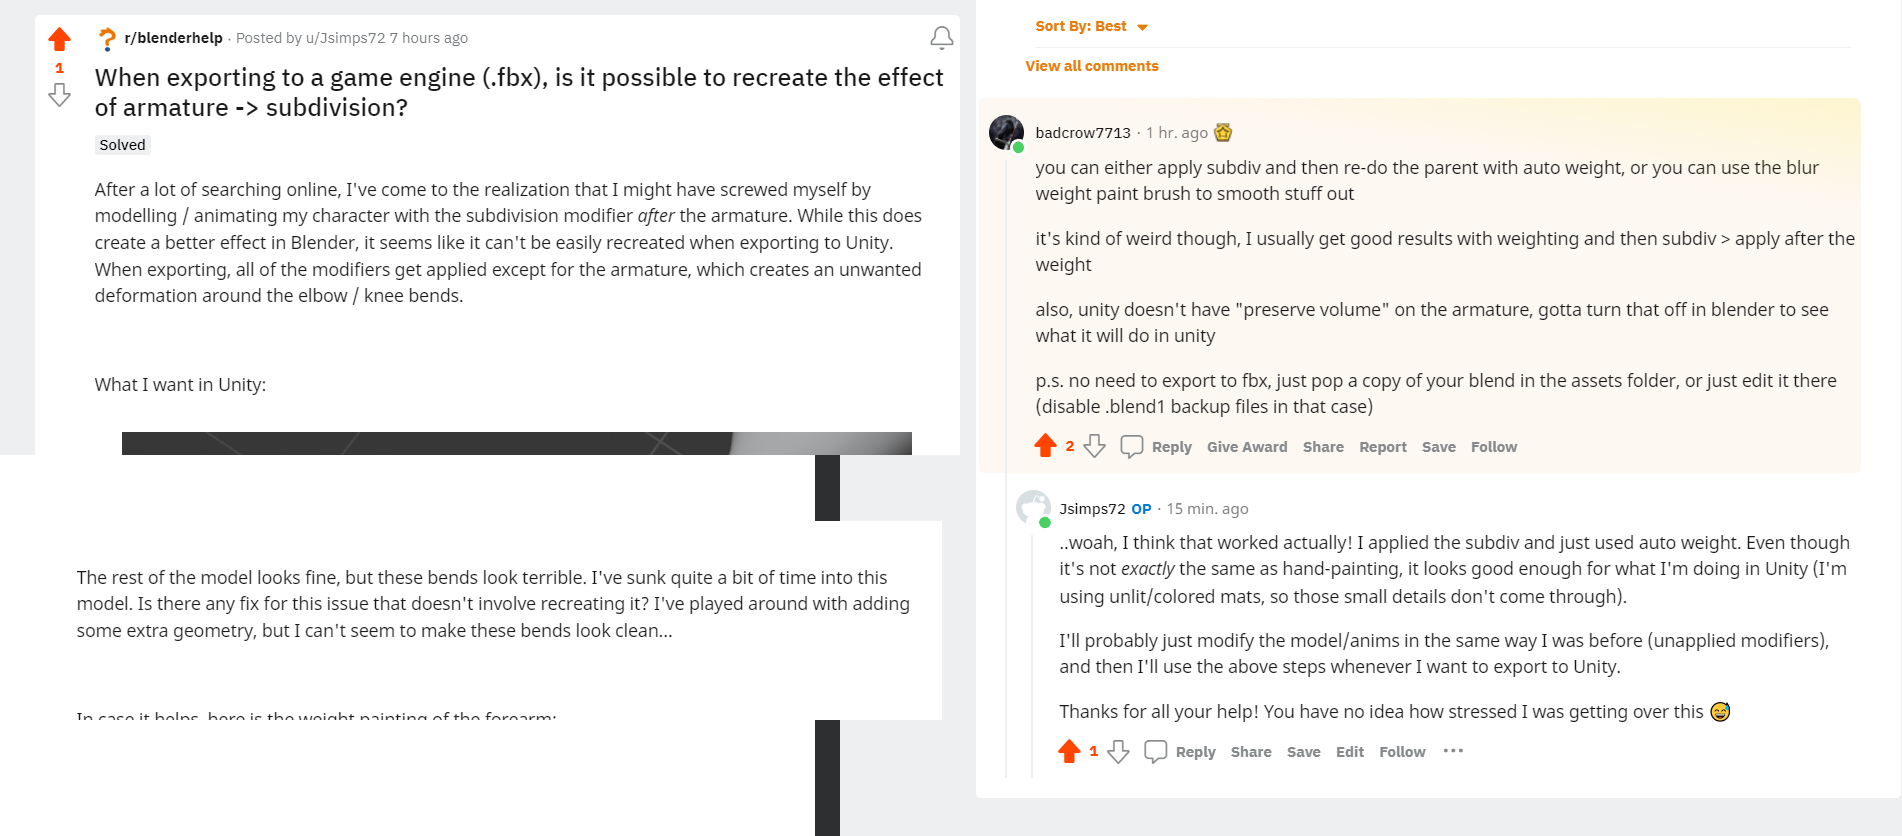 r/blenderhelp · Posted by u/Jsimps72 7 hours ago
1
When exporting to a game engine (.fbx), is it possible to recreate the effect
of armature -> subdivision?
Solved
After a lot of searching online, I've come to the realization that I might have screwed myself by
modelling / animating my character with the subdivision modifier after the armature. While this does
create a better effect in Blender, it seems like it can't be easily recreated when exporting to Unity.
When exporting, all of the modifiers get applied except for the armature, which creates an unwanted
deformation around the elbow / knee bends.
What I want in Unity:
The rest of the model looks fine, but these bends look terrible. I've sunk quite a bit of time into this
model. Is there any fix for this issue that doesn't involve recreating it? I've played around with adding
some extra geometry, but I can't seem to make these bends look clean...
In case it helps, here is the weight painting of the forearm:
Sort By: Best
View all comments
badcrow7713 · 1 hr. ago
you can either apply subdiv and then re-do the parent with auto weight, or you can use the blur
weight paint brush to smooth stuff out
it's kind of weird though, I usually get good results with weighting and then subdiv > apply after the
weight
also, unity doesn't have "preserve volume" on the armature, gotta turn that off in blender to see
what it will do in unity
p.s. no need to export to fbx, just pop a copy of your blend in the assets folder, or just edit it there
(disable .blend1 backup files in that case)
2 Reply Give Award Share Report Save Follow
Jsimps72 OP · 15 min. ago
..woah, I think that worked actually! I applied the subdiv and just used auto weight. Even though
it's not exactly the same as hand-painting, it looks good enough for what I'm doing in Unity (I'm
using unlit/colored mats, so those small details don't come through).
I'll probably just modify the model/anims in the same way I was before (unapplied modifiers),
and then I'll use the above steps whenever I want to export to Unity.
Thanks for all your help! You have no idea how stressed I was getting over this 😅
1 Reply Share Save Edit Follow ···